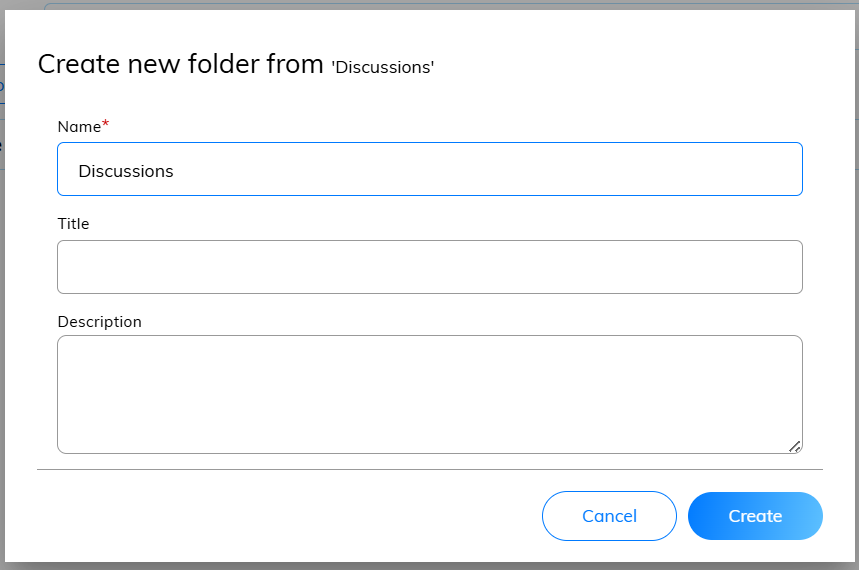 Create new folder from 'Discussions'
Name*
Discussions
Title
Description
Cancel Create